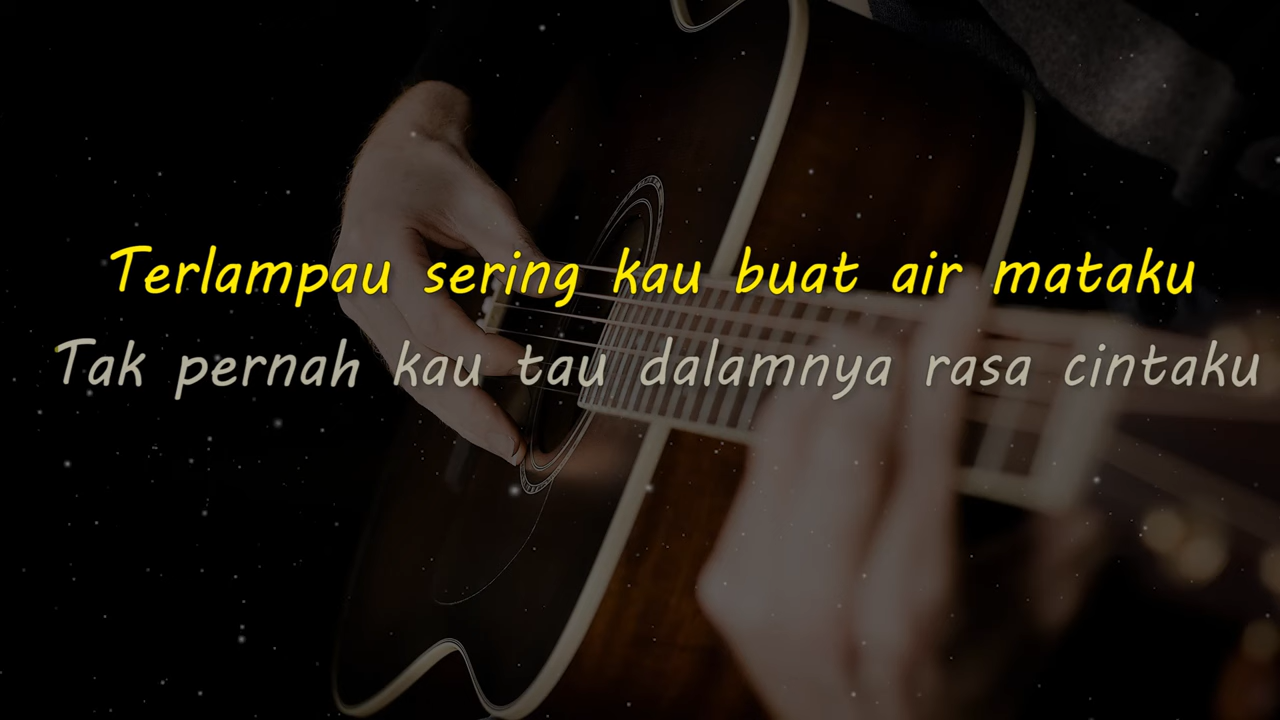 Terlampau sering kau buat air mataku
Tak pernah kau tau dalamnya rasa cintaku